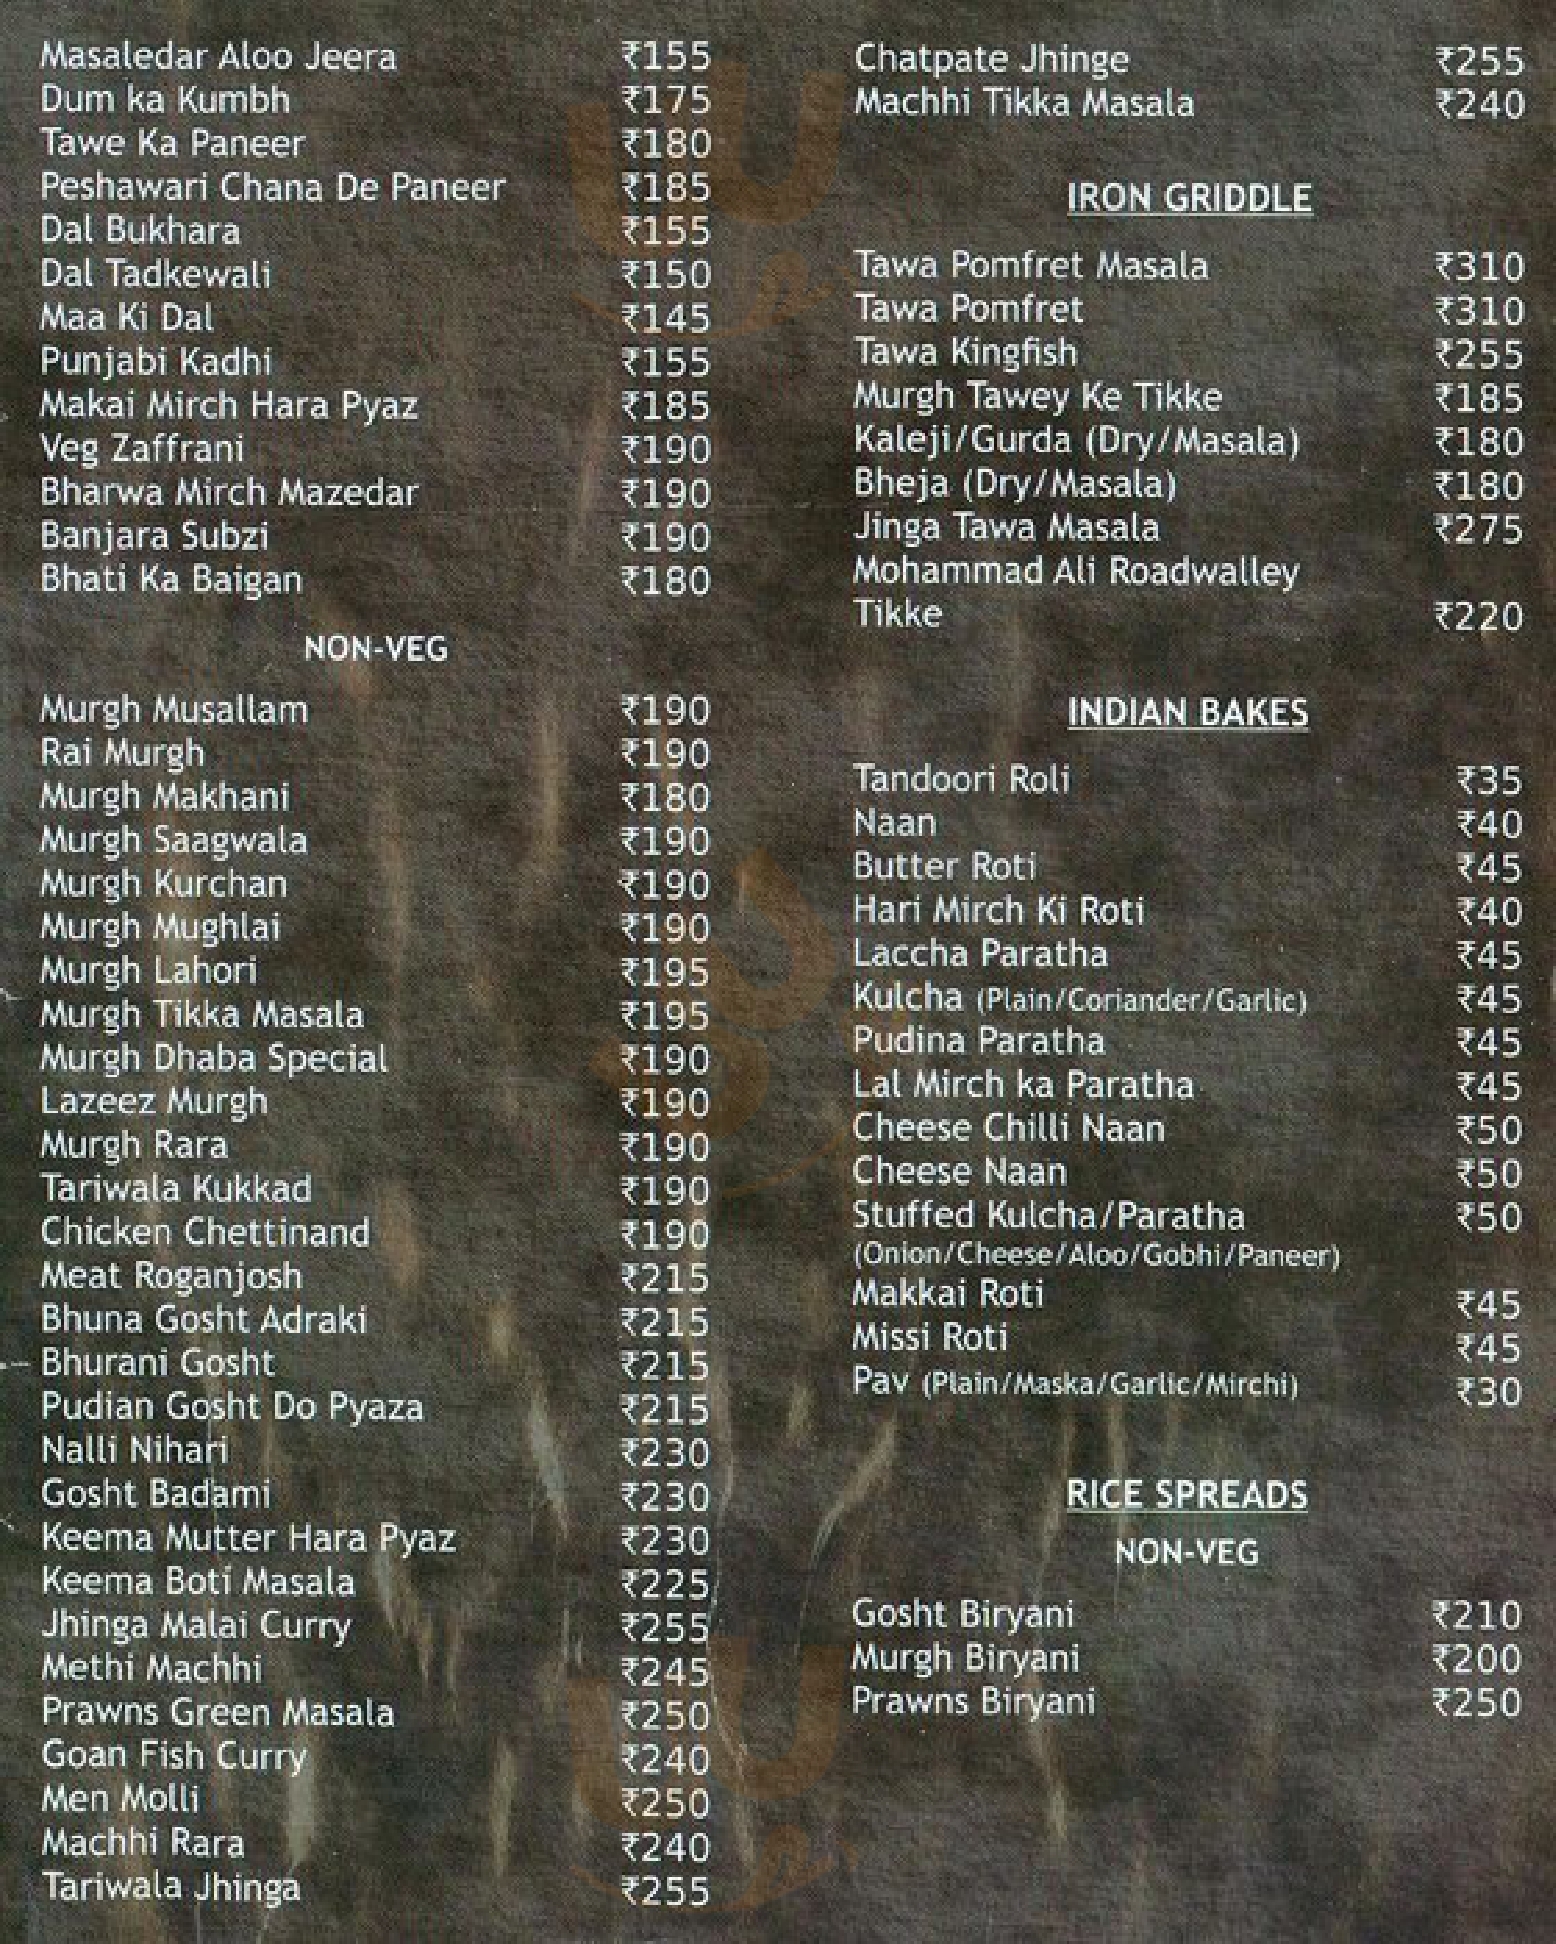 Masaledar Aloo Jeera ₹155
Dum ka Kumbh ₹175
Tawe Ka Paneer ₹180
Peshawari Chana De Paneer ₹185
Dal Bukhara ₹155
Dal Tadkewali ₹150
Maa Ki Dal ₹145
Punjabi Kadhi ₹155
Makai Mirch Hara Pyaz ₹185
Veg Zaffrani ₹190
Bharwa Mirch Mazedar ₹190
Banjara Subzi ₹190
Bhati Ka Baigan ₹180
NON-VEG
Murgh Musallam ₹190
Rai Murgh ₹190
Murgh Makhani ₹180
Murgh Saagwala ₹190
Murgh Kurchan ₹190
Murgh Mughlai ₹190
Murgh Lahori ₹195
Murgh Tikka Masala ₹195
Murgh Dhaba Special ₹190
Lazeez Murgh ₹190
Murgh Rara ₹190
Tariwala Kukkad ₹190
Chicken Chettinand ₹190
Meat Roganjosh ₹215
Bhuna Gosht Adraki ₹215
Bhurani Gosht ₹215
Pudian Gosht Do Pyaza ₹215
Nalli Nihari ₹230
Gosht Badami ₹230
Keema Mutter Hara Pyaz ₹230
Keema Boti Masala ₹225
Jhinga Malai Curry ₹255
Methi Machhi ₹245
Prawns Green Masala ₹250
Goan Fish Curry ₹240
Men Molli ₹250
Machhi Rara ₹240
Tariwala Jhinga ₹255
Chatpate Jhinge ₹255
Machhi Tikka Masala ₹240
IRON GRIDDLE
Tawa Pomfret Masala ₹310
Tawa Pomfret ₹310
Tawa Kingfish ₹255
Murgh Tawey Ke Tikke ₹185
Kaleji/Gurda (Dry/Masala) ₹180
Bheja (Dry/Masala) ₹180
Jinga Tawa Masala ₹275
Mohammad Ali Roadwalley
Tikke ₹220
INDIAN BAKES
Tandoori Roli ₹35
Naan ₹40
Butter Roti ₹45
Hari Mirch Ki Roti ₹40
Laccha Paratha ₹45
Kulcha (Plain/Coriander/Garlic) ₹45
Pudina Paratha ₹45
Lal Mirch ka Paratha ₹45
Cheese Chilli Naan ₹50
Cheese Naan ₹50
Stuffed Kulcha/Paratha ₹50
(Onion/Cheese/Aloo/Gobhi/Paneer)
Makkai Roti ₹45
Missi Roti ₹45
Pav (Plain/Maska/Garlic/Mirchi) ₹30
RICE SPREADS
NON-VEG
Gosht Biryani ₹210
Murgh Biryani ₹200
Prawns Biryani ₹250